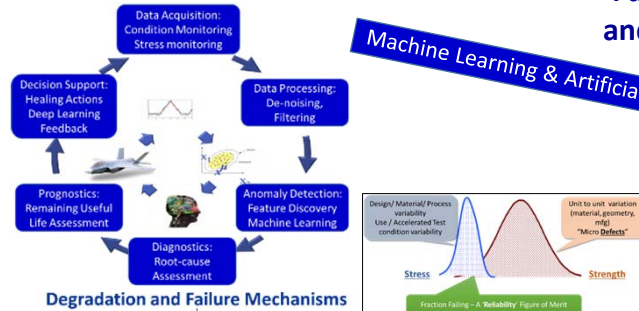 Data Acquisition:
Condition Monitoring
Stress monitoring
Data Processing:
De-noising,
Filtering
Anomaly Detection:
Feature Discovery
Machine Learning
Diagnostics:
Root-cause
Assessment
Prognostics:
Remaining Useful
Life Assessment
Decision Support:
Healing Actions
Deep Learning
Feedback
Degradation and Failure Mechanisms
and
Machine Learning & Artificia
Design/ Material/ Process
variability
Use / Accelerated Test
condition variability
Unit to unit variation
(material, geometry,
mfg)
"Micro Defects"
Stress
Strength
Fraction Failing – A 'Reliability' Figure of Merit